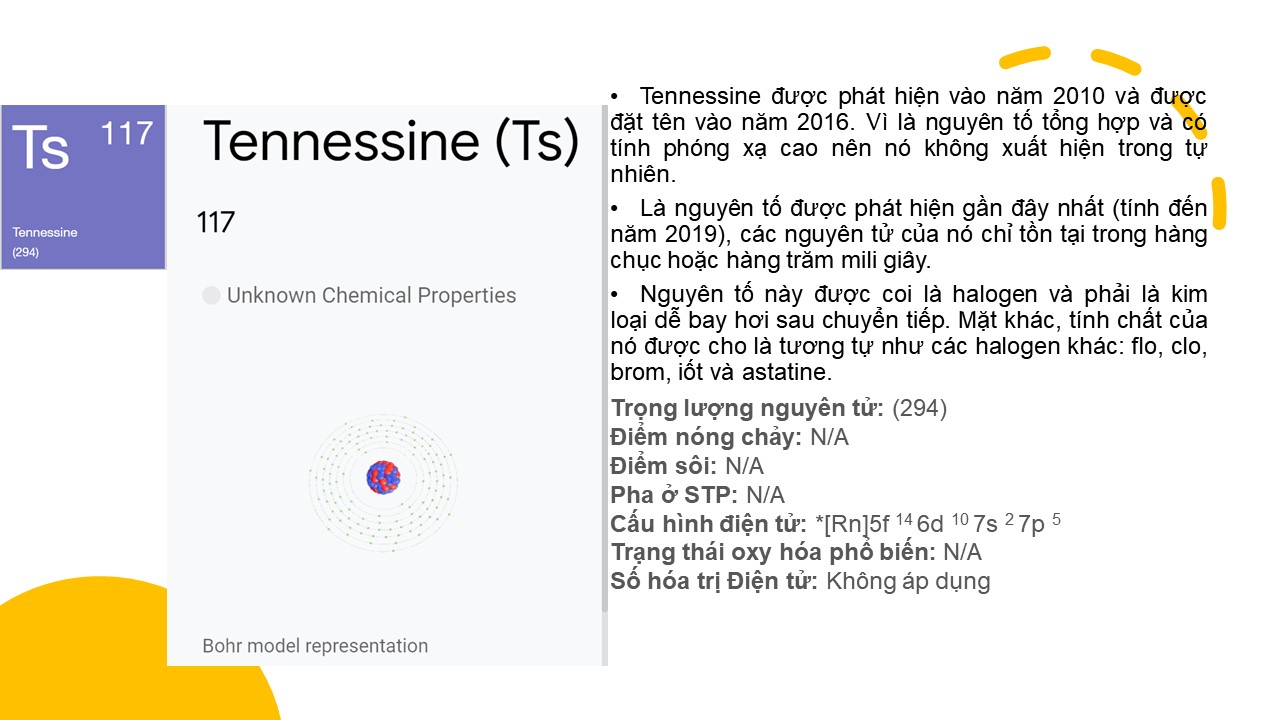 Ts 117
Tennessine
(294)
Tennessine (Ts)
117
Unknown Chemical Properties
Bohr model representation
• Tennessine được phát hiện vào năm 2010 và được
đặt tên vào năm 2016. Vì là nguyên tố tổng hợp và có
tính phóng xạ cao nên nó không xuất hiện trong tự
nhiên.
• Là nguyên tố được phát hiện gần đây nhất (tính đến
năm 2019), các nguyên tử của nó chỉ tồn tại trong hàng
chục hoặc hàng trăm mili giây.
• Nguyên tố này được coi là halogen và phải là kim
loại dễ bay hơi sau chuyển tiếp. Mặt khác, tính chất của
nó được cho là tương tự như các halogen khác: flo, clo,
brom, iốt và astatine.
Trọng lượng nguyên tử: (294)
Điểm nóng chảy: N/A
Điểm sôi: N/A
Pha ở STP: N/A
Cấu hình điện tử: *[Rn]5f ¹⁴ 6d ¹⁰ 7s ² 7p ⁵
Trạng thái oxy hóa phổ biến: N/A
Số hóa trị Điện tử: Không áp dụng